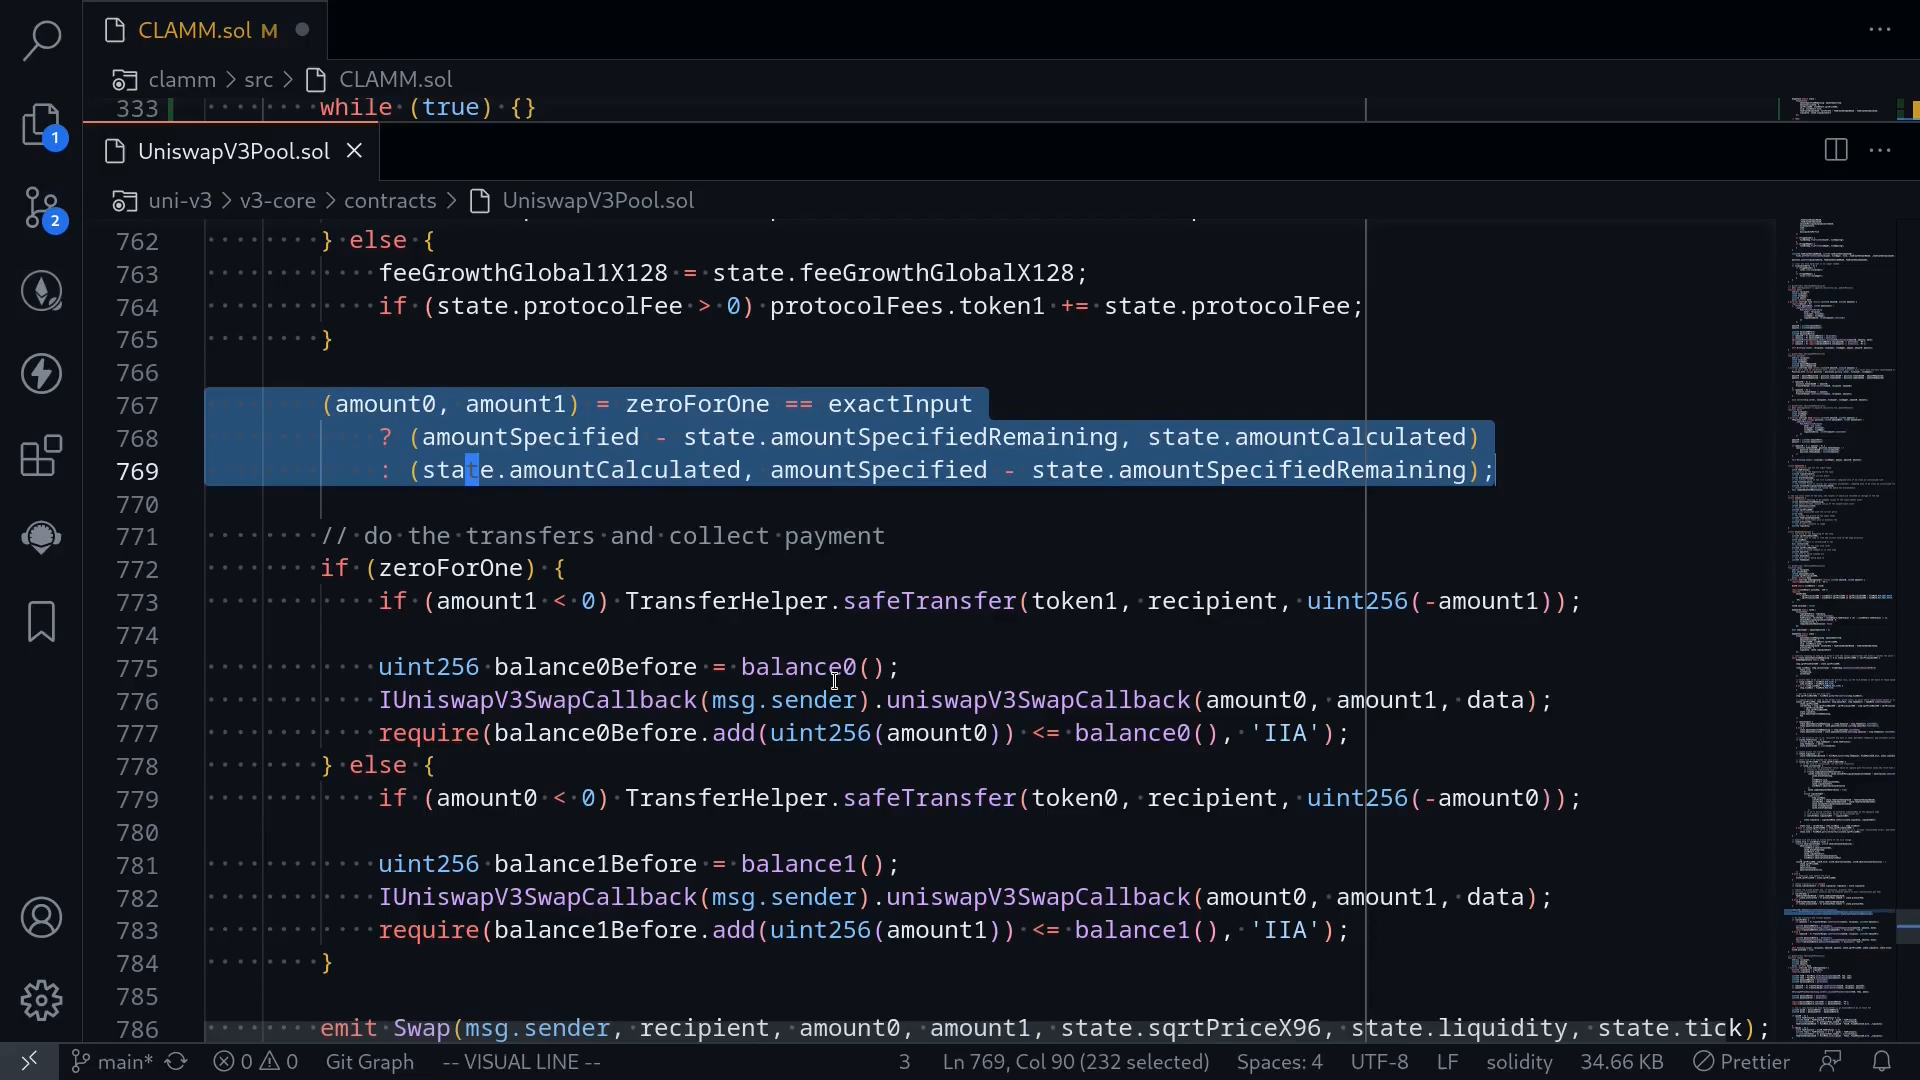 CLAMM.sol M
clamm > src > CLAMM.sol
333 while (true) {}
1
UniswapV3Pool.sol
2
uni-v3 > v3-core > contracts > UniswapV3Pool.sol
762 } else {
763 feeGrowthGlobal1X128 = state.feeGrowthGlobalX128;
764 if (state.protocolFee > 0) protocolFees.token1 += state.protocolFee;
765 }
766
767 (amount0, amount1) = zeroForOne == exactInput
768 ? (amountSpecified - state.amountSpecifiedRemaining, state.amountCalculated)
769 : (state.amountCalculated, amountSpecified - state.amountSpecifiedRemaining);
770
771 // do the transfers and collect payment
772 if (zeroForOne) {
773 if (amount1 < 0) TransferHelper.safeTransfer(token1, recipient, uint256(-amount1));
774
775 uint256 balance0Before = balance0();
776 IUniswapV3SwapCallback(msg.sender).uniswapV3SwapCallback(amount0, amount1, data);
777 require(balance0Before.add(uint256(amount0)) <= balance0(), 'IIA');
778 } else {
779 if (amount0 < 0) TransferHelper.safeTransfer(token0, recipient, uint256(-amount0));
780
781 uint256 balance1Before = balance1();
782 IUniswapV3SwapCallback(msg.sender).uniswapV3SwapCallback(amount0, amount1, data);
783 require(balance1Before.add(uint256(amount1)) <= balance1(), 'IIA');
784 }
785
786 emit Swap(msg.sender, recipient, amount0, amount1, state.sqrtPriceX96, state.liquidity, state.tick);
main* 0 0 Git Graph -- VISUAL LINE -- 3 Ln 769, Col 90 (232 selected) Spaces: 4 UTF-8 LF solidity 34.66 KB Prettier